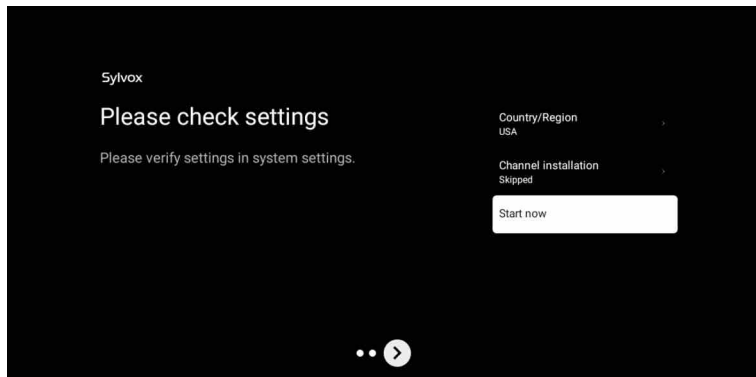 Sylvox
Please check settings
Please verify settings in system settings.
Country/Region
USA
Channel installation
Skipped
Start now